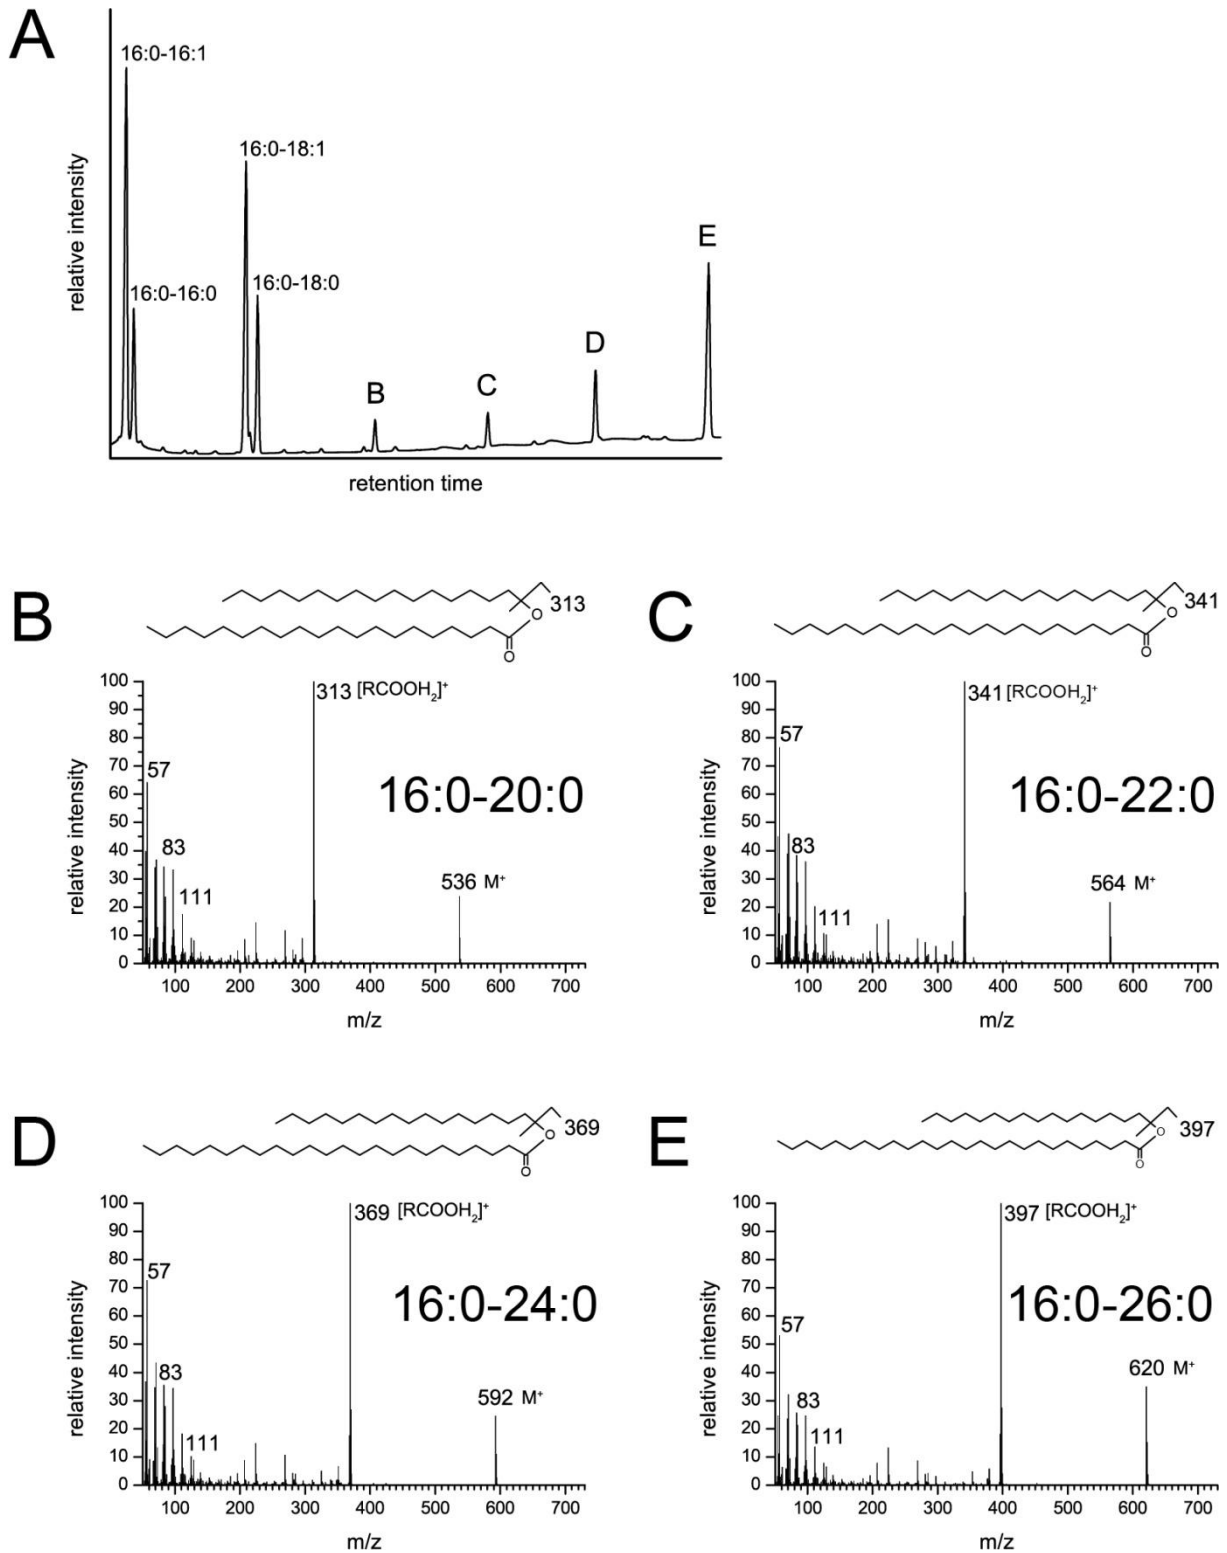 A
16:0-16:1
16:0-18:1
16:0-16:0
16:0-18:0
B
C
D
E
relative intensity
retention time
B
313
O
O
100
90
80
70
60
50
40
30
20
10
0
313 [RCOOH2]+
57
83
111
16:0-20:0
536 M+
100 200 300 400 500 600 700
relative intensity
m/z
C
341
O
O
100
90
80
70
60
50
40
30
20
10
0
341 [RCOOH2]+
57
83
111
16:0-22:0
564 M+
100 200 300 400 500 600 700
relative intensity
m/z
D
369
O
O
100
90
80
70
60
50
40
30
20
10
0
369 [RCOOH2]+
57
83
111
16:0-24:0
592 M+
100 200 300 400 500 600 700
relative intensity
m/z
E
397
O
O
100
90
80
70
60
50
40
30
20
10
0
397 [RCOOH2]+
57
83
111
16:0-26:0
620 M+
100 200 300 400 500 600 700
relative intensity
m/z